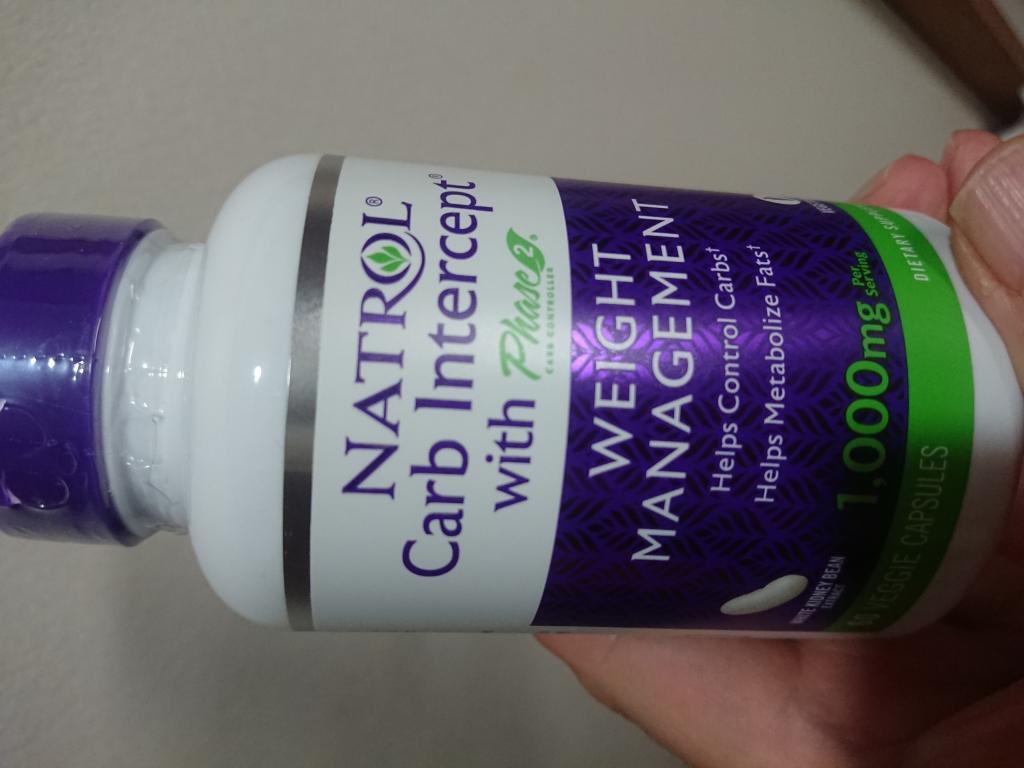 NATROL®
Carb Intercept®
with Phase 2®
CARB CONTROLLER
WEIGHT
MANAGEMENT
Helps Control Carbs†
Helps Metabolize Fats†
WHITE KIDNEY BEAN
EXTRACT
1,000mg Per
Serving
60 VEGGIE CAPSULES
DIETARY